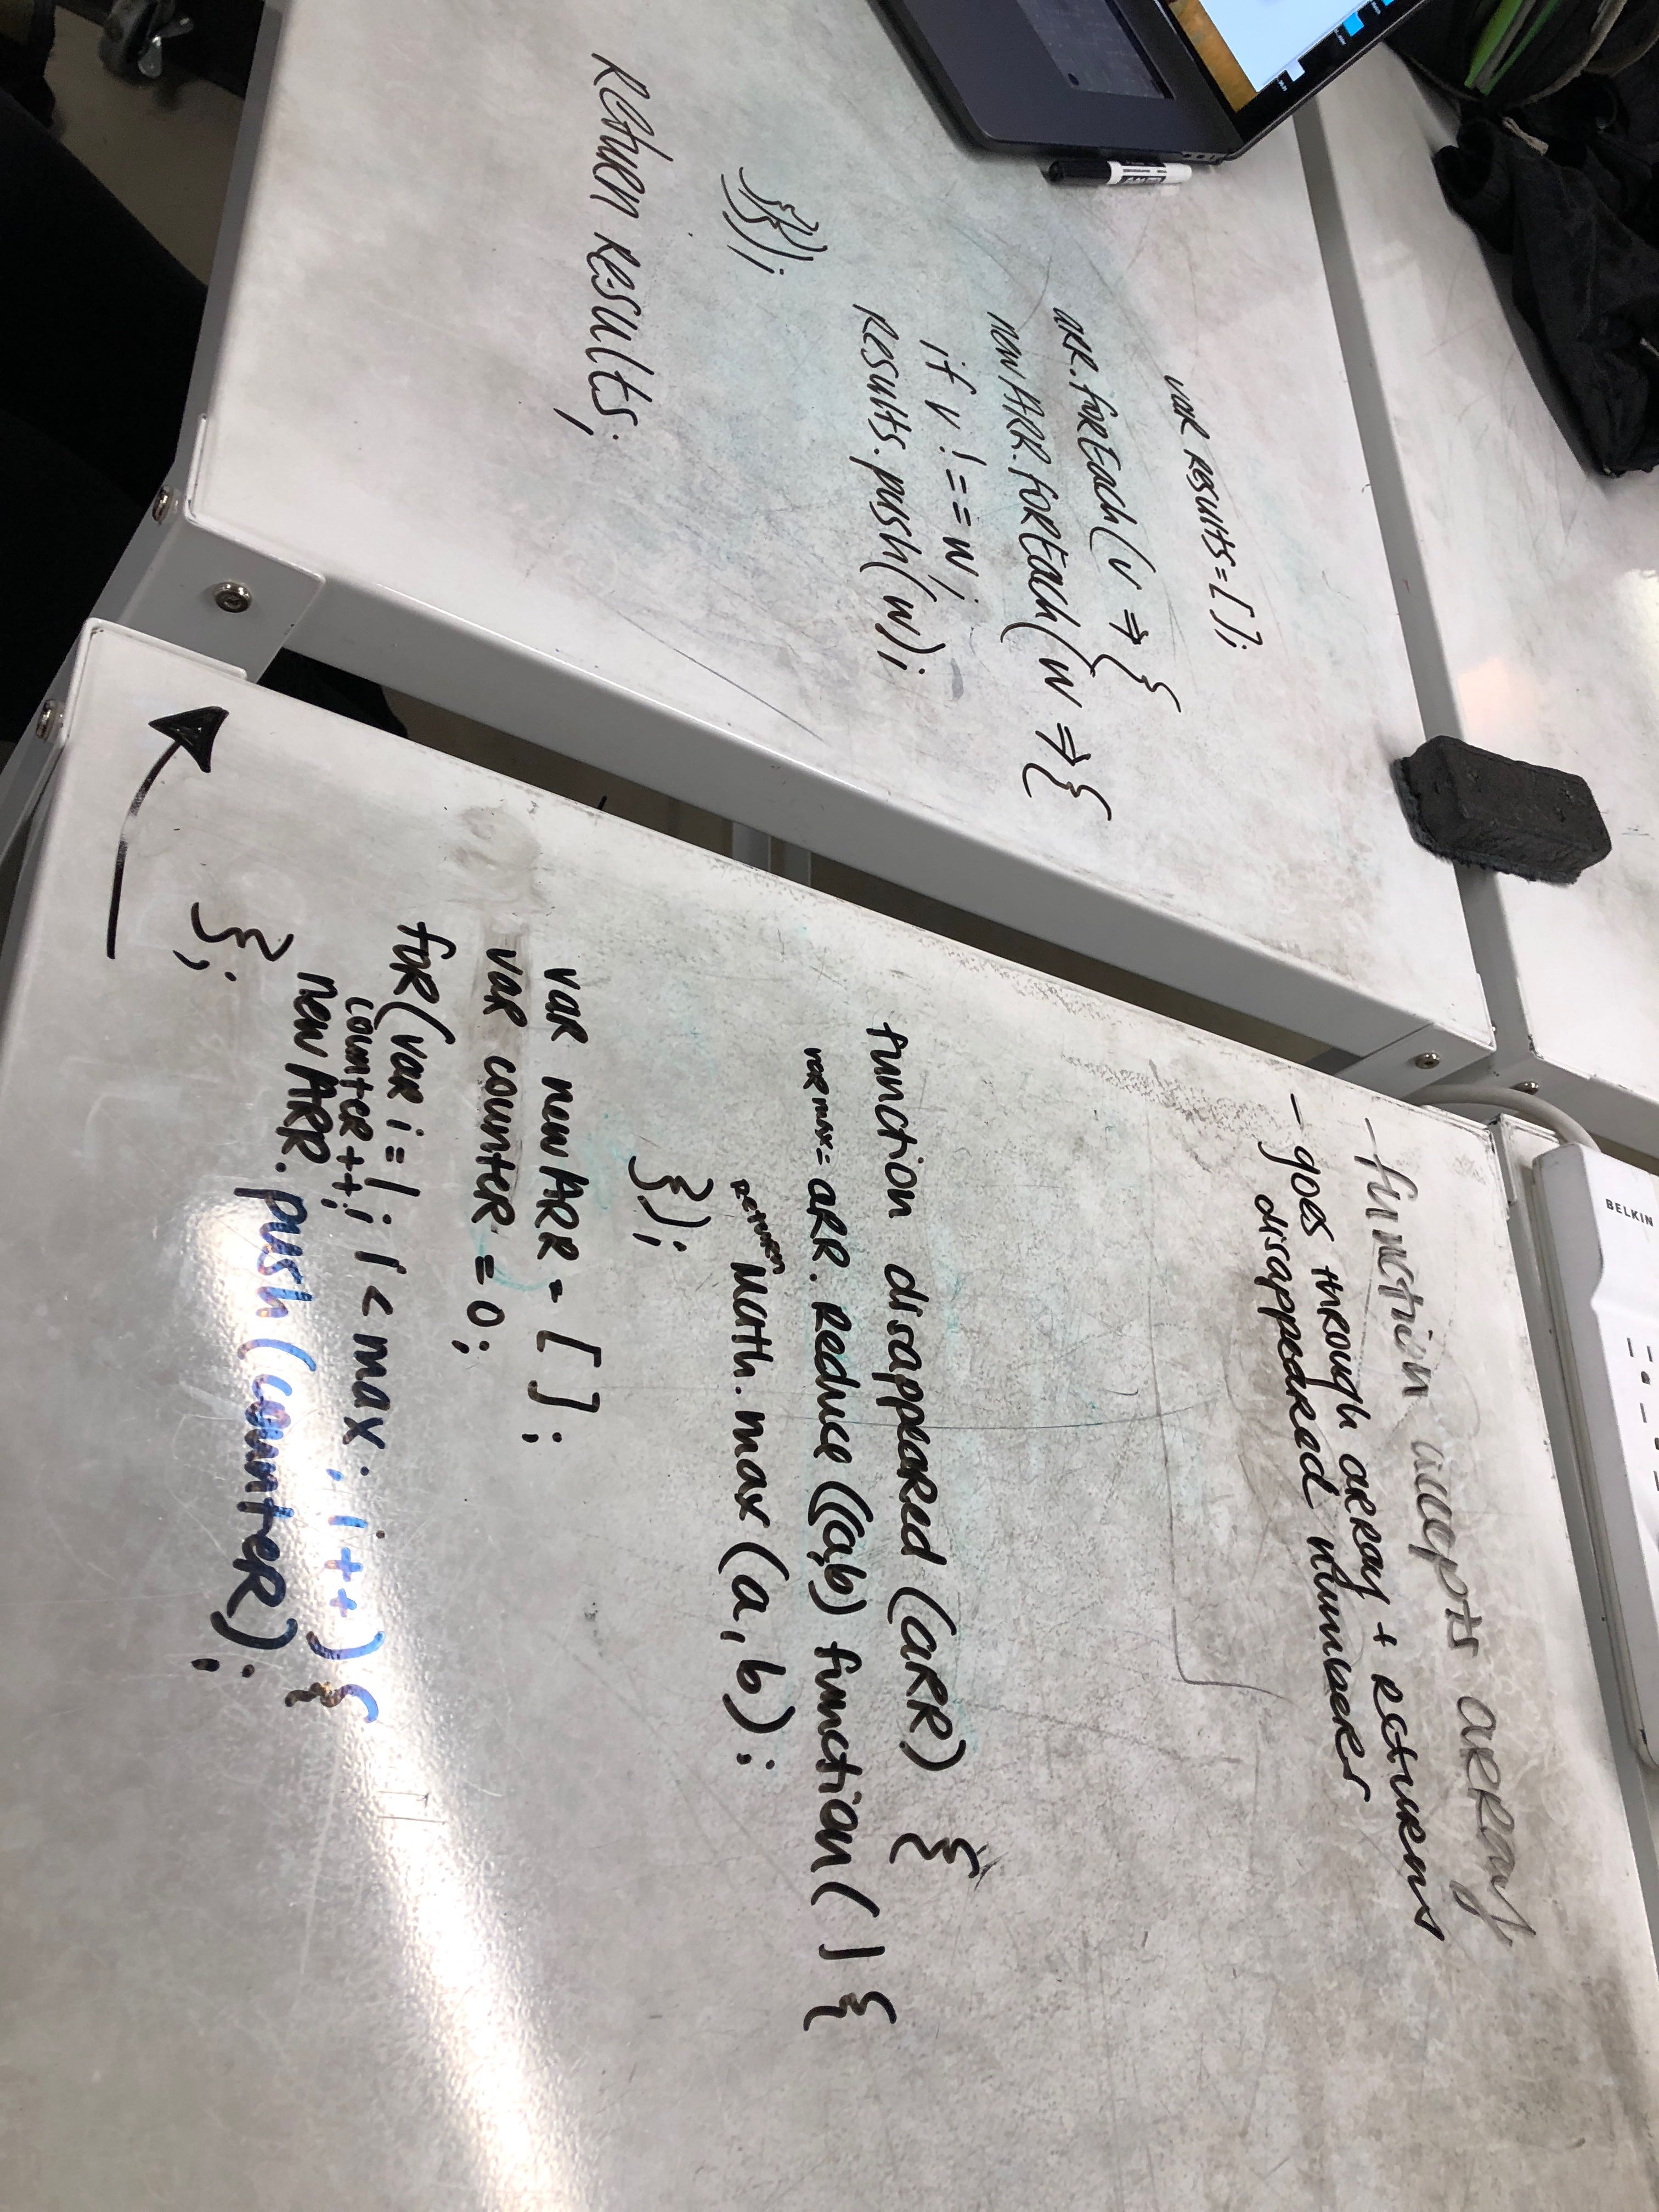 - function accepts array
- goes through array + returns
disappeared numbers
function disappeared (arr) {
var max = arr.reduce((a,b) function( ) {
return Math.max(a,b);
});
var newArr = [];
var counter = 0;
for(var i=1; i<max; i++){
counter++;
newArr.push(counter);
};
var results=[];
arr.forEach(v => {
newArr.forEach(w => {
if v !== w,
results.push(w);
}});
return results;
BELKIN